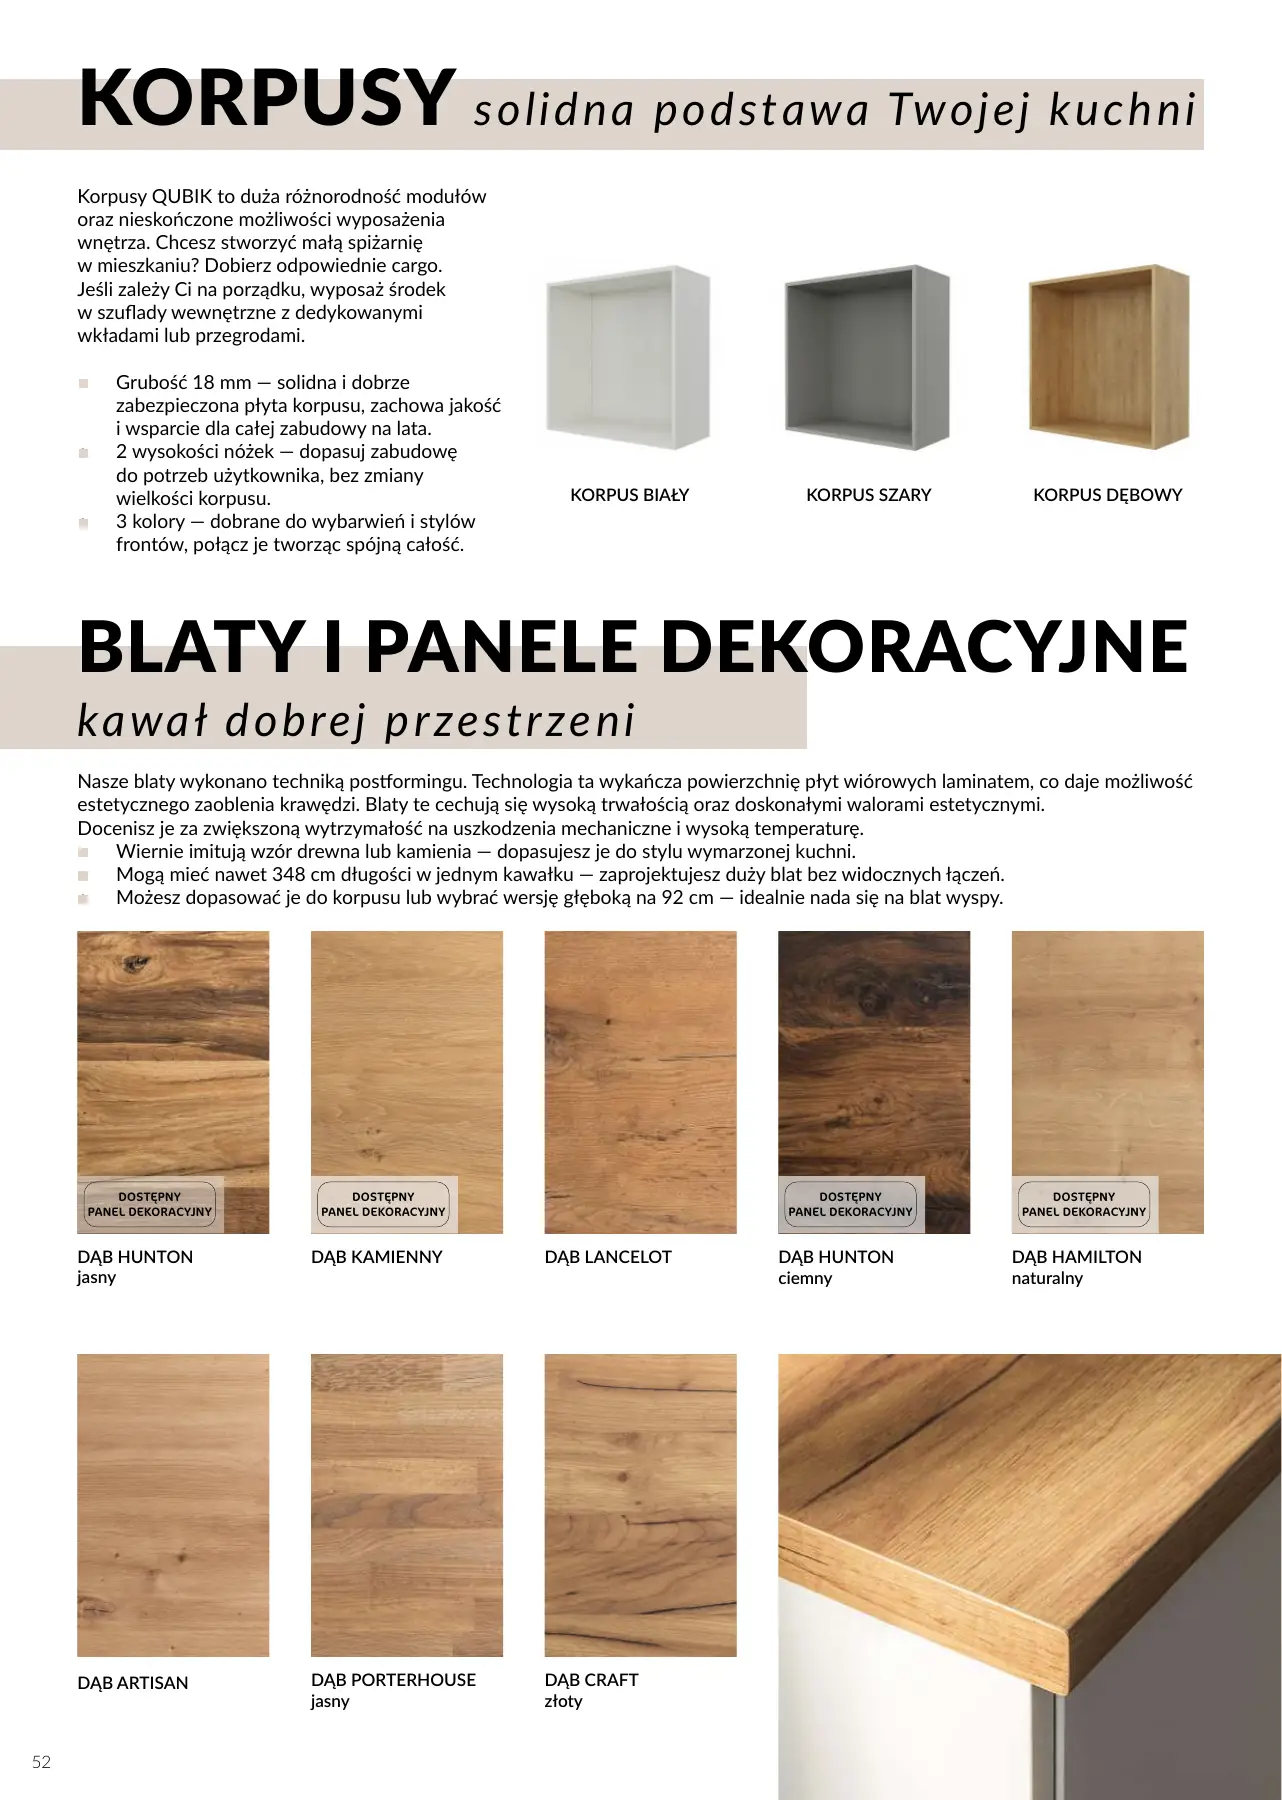 KORPUSY solidna podstawa Twojej kuchni
Korpusy QUBIK to duża różnorodność modułów
oraz nieskończone możliwości wyposażenia
wnętrza. Chcesz stworzyć małą spiżarnię
w mieszkaniu? Dobierz odpowiednie cargo.
Jeśli zależy Ci na porządku, wyposaż środek
w szuflady wewnętrzne z dedykowanymi
wkładami lub przegrodami.
Grubość 18 mm — solidna i dobrze
zabezpieczona płyta korpusu, zachowa jakość
i wsparcie dla całej zabudowy na lata.
2 wysokości nóżek — dopasuj zabudowę
do potrzeb użytkownika, bez zmiany
wielkości korpusu.
3 kolory — dobrane do wybarwień i stylów
frontów, połącz je tworząc spójną całość.
KORPUS BIAŁY
KORPUS SZARY
KORPUS DĘBOWY
BLATY I PANELE DEKORACYJNE
kawał dobrej przestrzeni
Nasze blaty wykonano techniką postformingu. Technologia ta wykańcza powierzchnię płyt wiórowych laminatem, co daje możliwość
estetycznego zaoblenia krawędzi. Blaty te cechują się wysoką trwałością oraz doskonałymi walorami estetycznymi.
Docenisz je za zwiększoną wytrzymałość na uszkodzenia mechaniczne i wysoką temperaturę.
Wiernie imitują wzór drewna lub kamienia — dopasujesz je do stylu wymarzonej kuchni.
Mogą mieć nawet 348 cm długości w jednym kawałku — zaprojektujesz duży blat bez widocznych łączeń.
Możesz dopasować je do korpusu lub wybrać wersję głęboką na 92 cm — idealnie nada się na blat wyspy.
DOSTĘPNY
PANEL DEKORACYJNY
DĄB HUNTON
jasny
DOSTĘPNY
PANEL DEKORACYJNY
DĄB KAMIENNY
DĄB LANCELOT
DOSTĘPNY
PANEL DEKORACYJNY
DĄB HUNTON
ciemny
DOSTĘPNY
PANEL DEKORACYJNY
DĄB HAMILTON
naturalny
DĄB ARTISAN
DĄB PORTERHOUSE
jasny
DĄB CRAFT
złoty
52